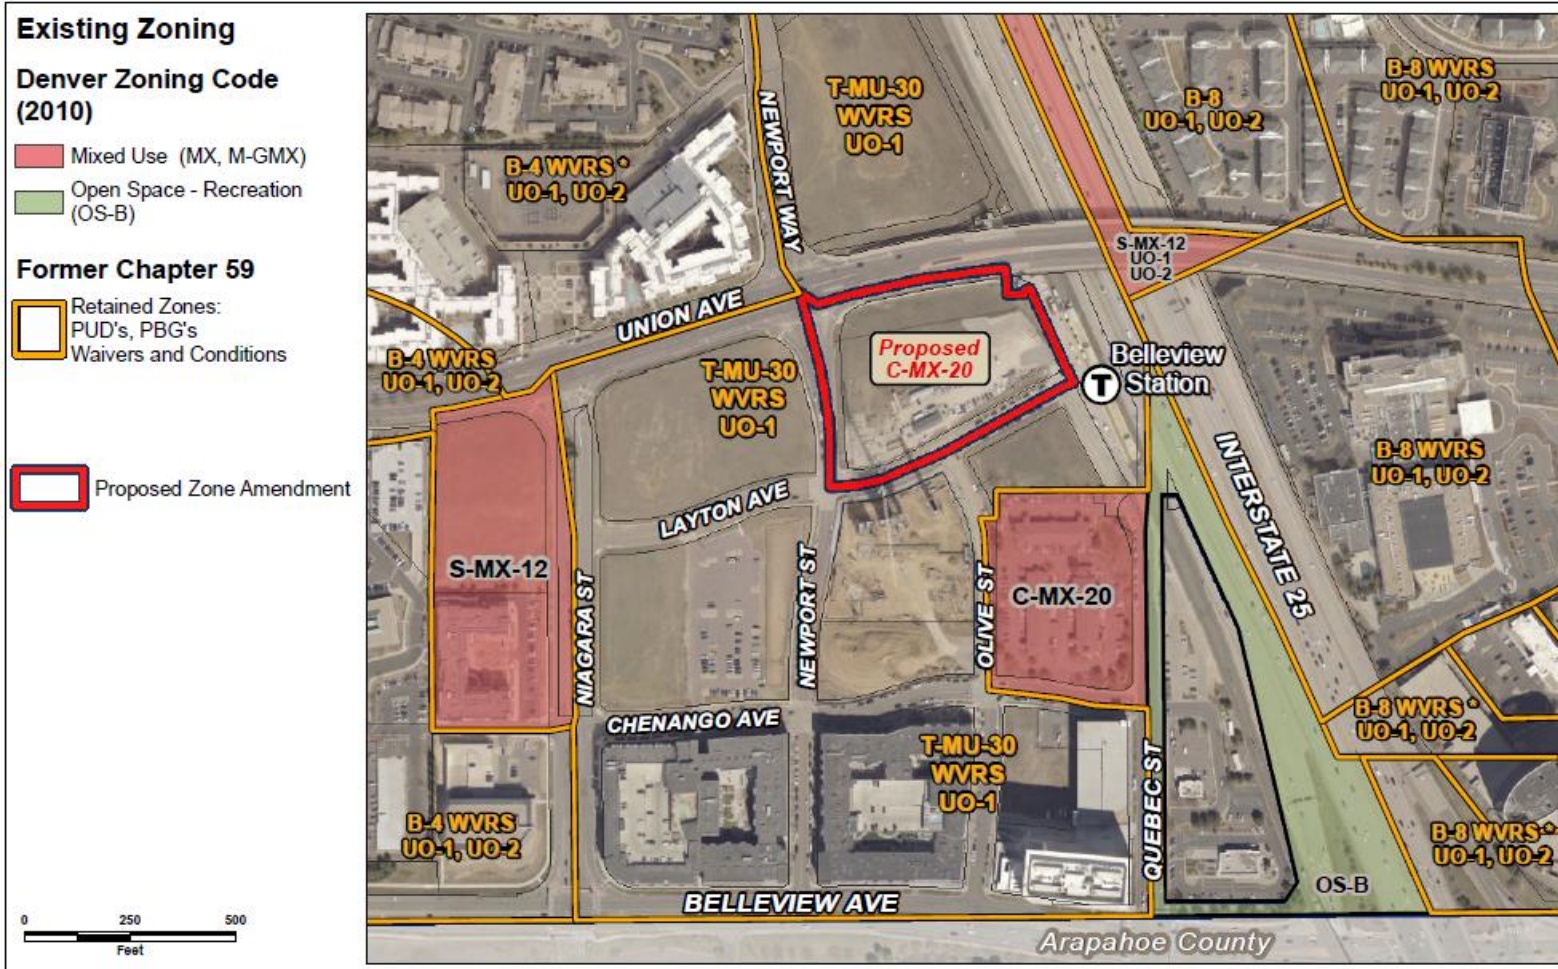 Existing Zoning
Denver Zoning Code
(2010)
Mixed Use (MX, M-GMX)
Open Space - Recreation
(OS-B)
Former Chapter 59
Retained Zones:
PUD's, PBG's
Waivers and Conditions
Proposed Zone Amendment
0 250 500
Feet
T-MU-30
WVRS
UO-1
NEWPORT WAY
B-8
UO-1, UO-2
B-8 WVRS
UO-1, UO-2
B-4 WVRS *
UO-1, UO-2
S-MX-12
UO-1
UO-2
UNION AVE
Proposed
C-MX-20
T
Belleview
Station
B-4 WVRS
UO-1, UO-2
T-MU-30
WVRS
UO-1
INTERSTATE 25
B-8 WVRS
UO-1, UO-2
LAYTON AVE
S-MX-12
NIAGARA ST
NEWPORT ST
OLIVE ST
C-MX-20
CHENANGO AVE
T-MU-30
WVRS
UO-1
QUEBEC ST
B-8 WVRS *
UO-1, UO-2
B-4 WVRS
UO-1, UO-2
B-8 WVRS *
UO-1, UO-2
OS-B
BELLEVIEW AVE
Arapahoe County